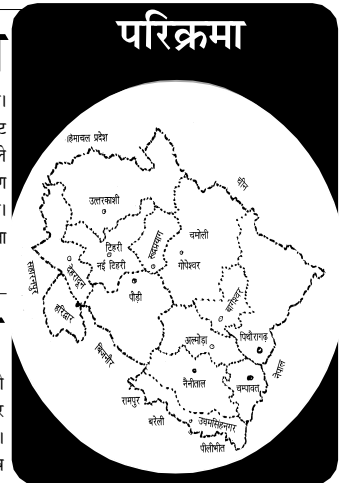 परिक्रमा
हिमाचल प्रदेश
चीन
उत्तरकाशी
चमोली
रूद्रप्रयाग
टिहरी
नई टिहरी
गोपेश्वर
देहरादून
सहारनपुर
पौड़ी
हरिद्वार
बागेश्वर
पिथौरागढ़
अल्मोड़ा
बिजनौर
नैनीताल
चम्पावत
नेपाल
रामपुर
बरेली
उधमसिंहनगर
पीलीभीत